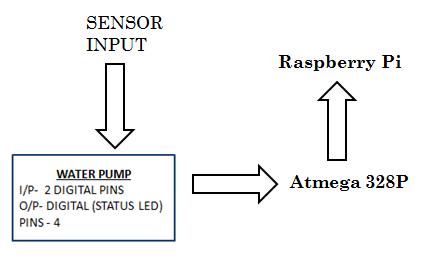 SENSOR
INPUT
Raspberry Pi
WATER PUMP
I/P- 2 DIGITAL PINS
O/P- DIGITAL (STATUS LED)
PINS - 4
Atmega 328P